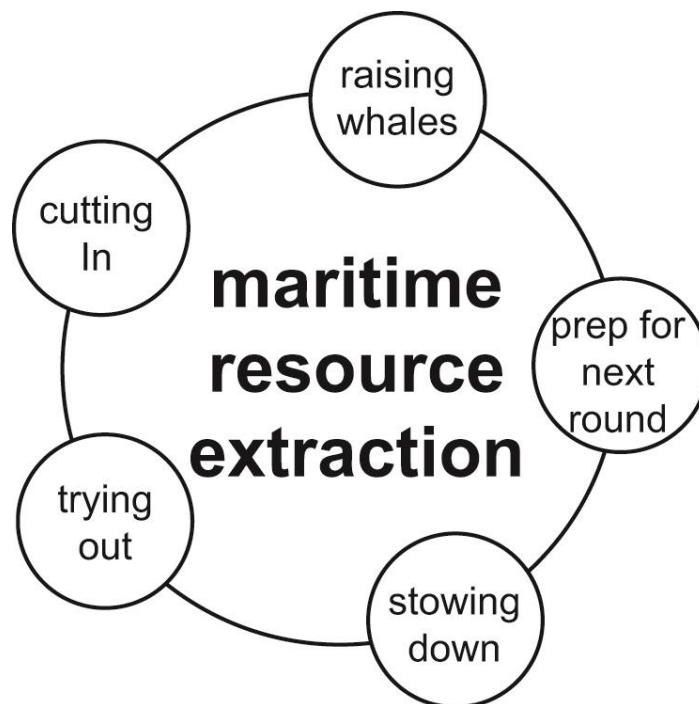 raising
whales
cutting
In
maritime
resource
extraction
prep for
next
round
trying
out
stowing
down